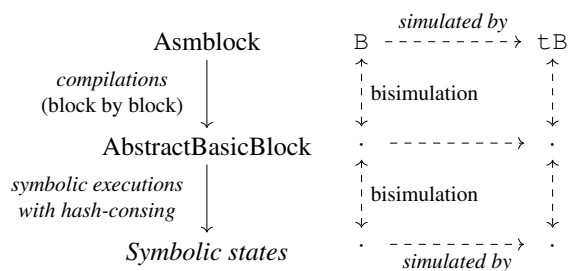 simulated by
Asmblock B tB
compilations
(block by block) bisimulation
AbstractBasicBlock . .
symbolic executions
with hash-consing bisimulation
Symbolic states . .
simulated by